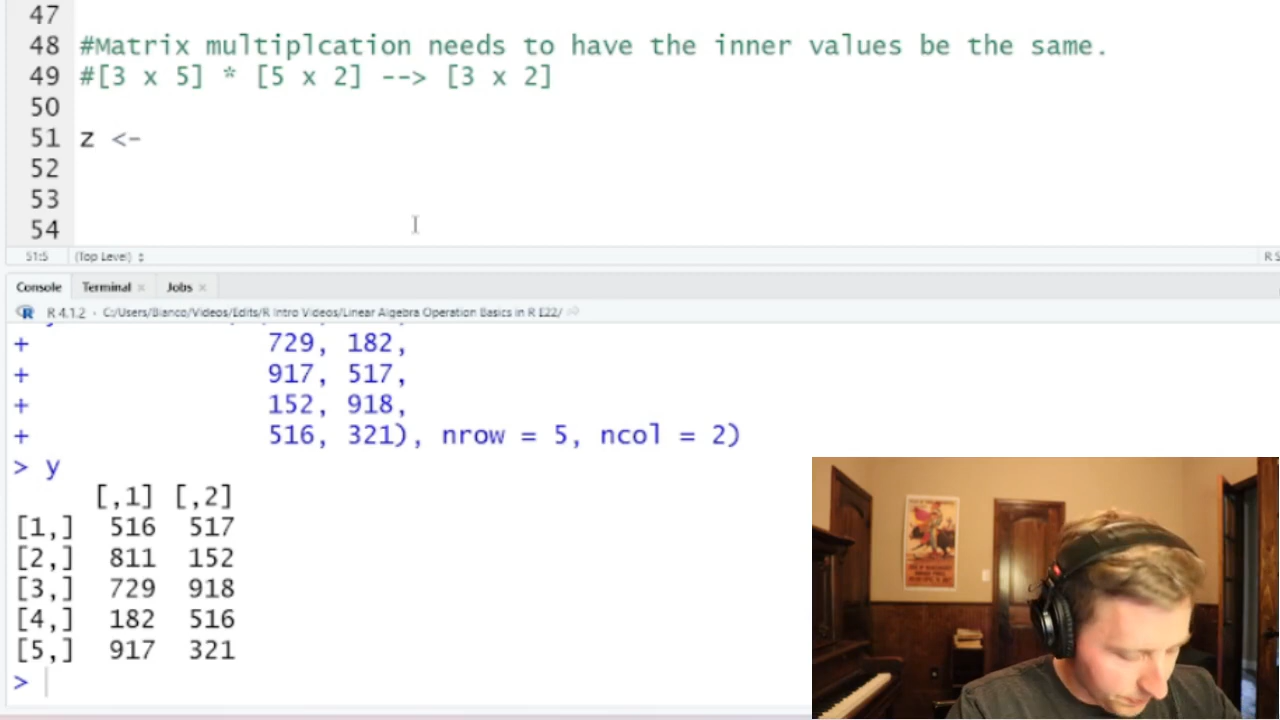 47
48 #Matrix multiplcation needs to have the inner values be the same.
49 #[3 x 5] * [5 x 2] --> [3 x 2]
50
51 z <-
52
53
54
51:5 (Top Level) R S
Console Terminal Jobs
R 4.1.2 · C:/Users/Bianco/Videos/Edits/R Intro Videos/Linear Algebra Operation Basics in R E22/
+ 729, 182,
+ 917, 517,
+ 152, 918,
+ 516, 321), nrow = 5, ncol = 2)
> y
[,1] [,2]
[1,] 516 517
[2,] 811 152
[3,] 729 918
[4,] 182 516
[5,] 917 321
>